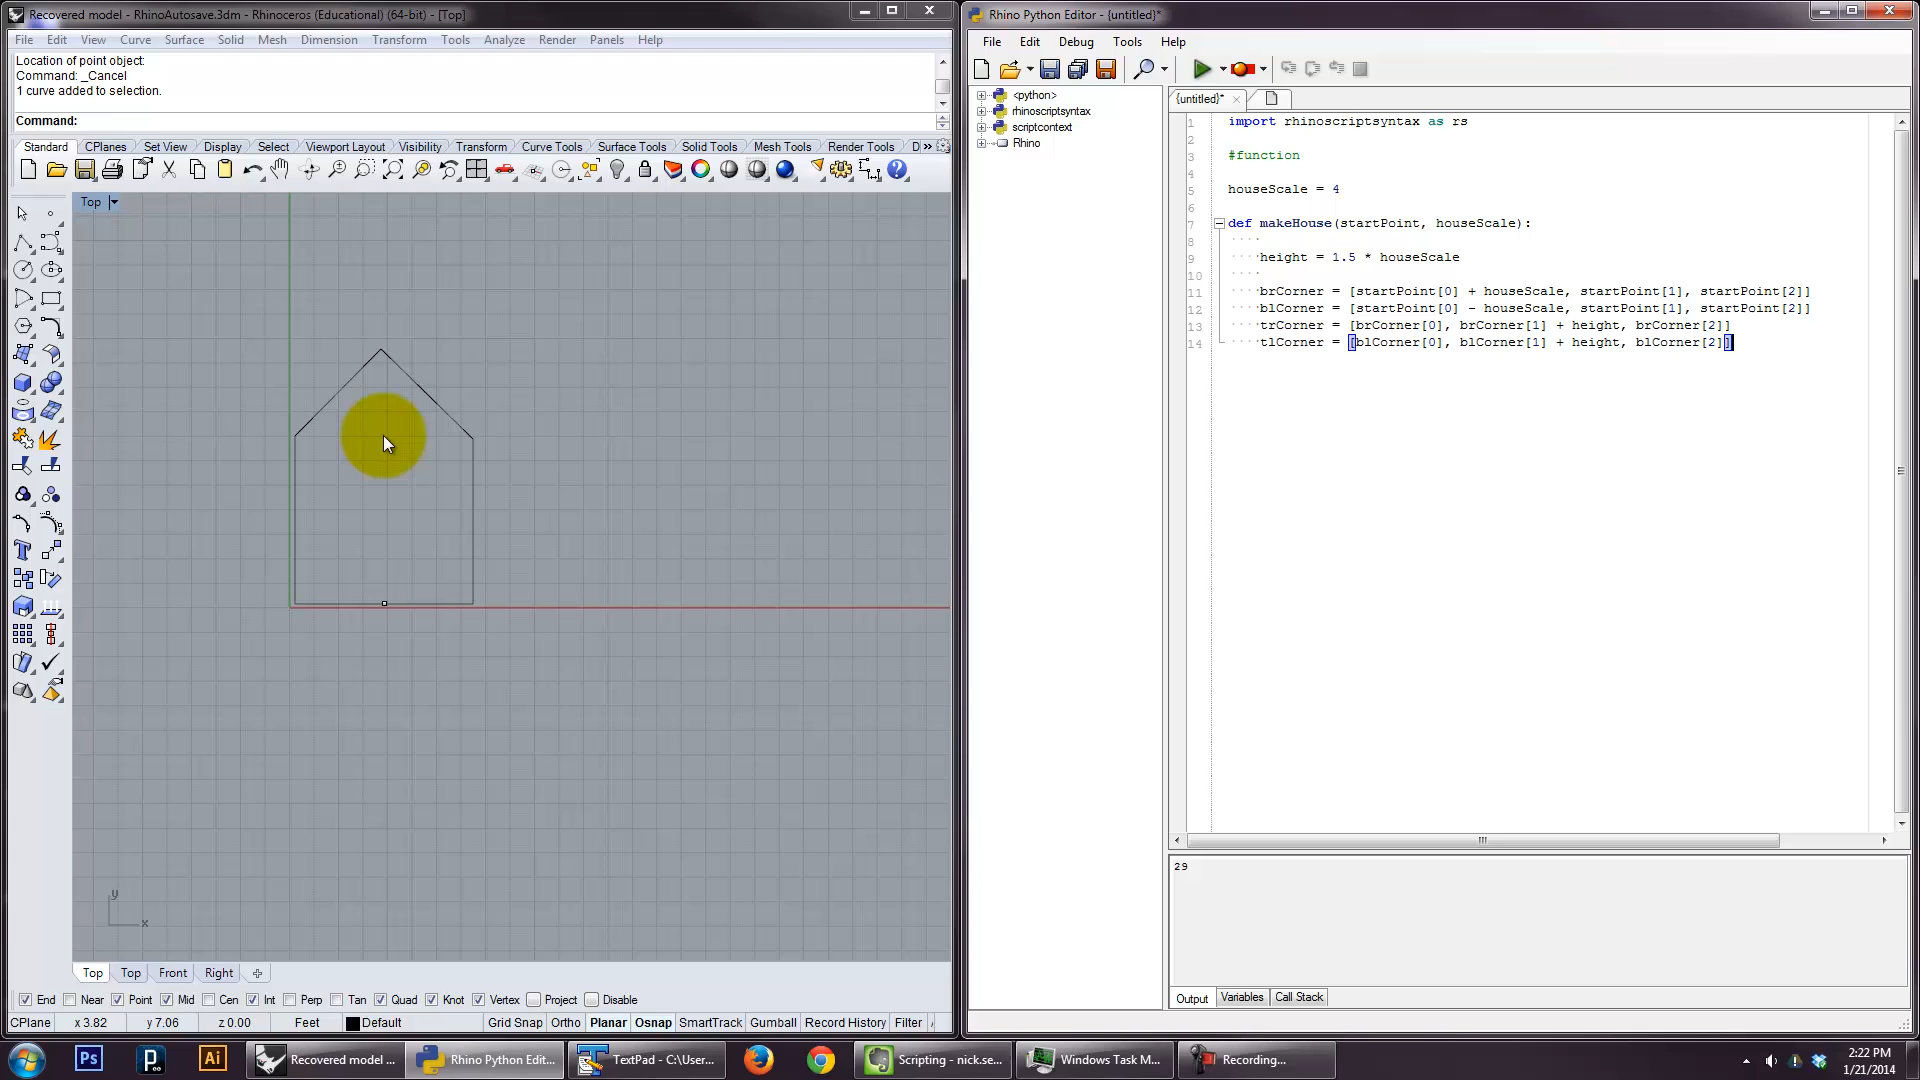 Recovered model - RhinoAutosave.3dm - Rhinoceros (Educational) (64-bit) - [Top]
File Edit View Curve Surface Solid Mesh Dimension Transform Tools Analyze Render Panels Help
Location of point object:
Command: _Cancel
1 curve added to selection.
Command:
Standard CPlanes Set View Display Select Viewport Layout Visibility Transform Curve Tools Surface Tools Solid Tools Mesh Tools Render Tools D »
Top
y
x
Top Top Front Right
End Near Point Mid Cen Int Perp Tan Quad Knot Vertex Project Disable
CPlane x 3.82 y 7.06 z 0.00 Feet Default Grid Snap Ortho Planar Osnap SmartTrack Gumball Record History Filter
Rhino Python Editor - {untitled}*
File Edit Debug Tools Help
<python>
rhinoscriptsyntax
scriptcontext
Rhino
{untitled}*
1 import rhinoscriptsyntax as rs
2
3 #function
4
5 houseScale = 4
6
7 def makeHouse(startPoint, houseScale):
8
9 height = 1.5 * houseScale
10
11 brCorner = [startPoint[0] + houseScale, startPoint[1], startPoint[2]]
12 blCorner = [startPoint[0] - houseScale, startPoint[1], startPoint[2]]
13 trCorner = [brCorner[0], brCorner[1] + height, brCorner[2]]
14 tlCorner = [blCorner[0], blCorner[1] + height, blCorner[2]]
29
Output Variables Call Stack
Ps p. Ai Recovered model ... Rhino Python Edit... TextPad - C:\User... Scripting - nick.se... Windows Task M... Recording...
2:22 PM
1/21/2014